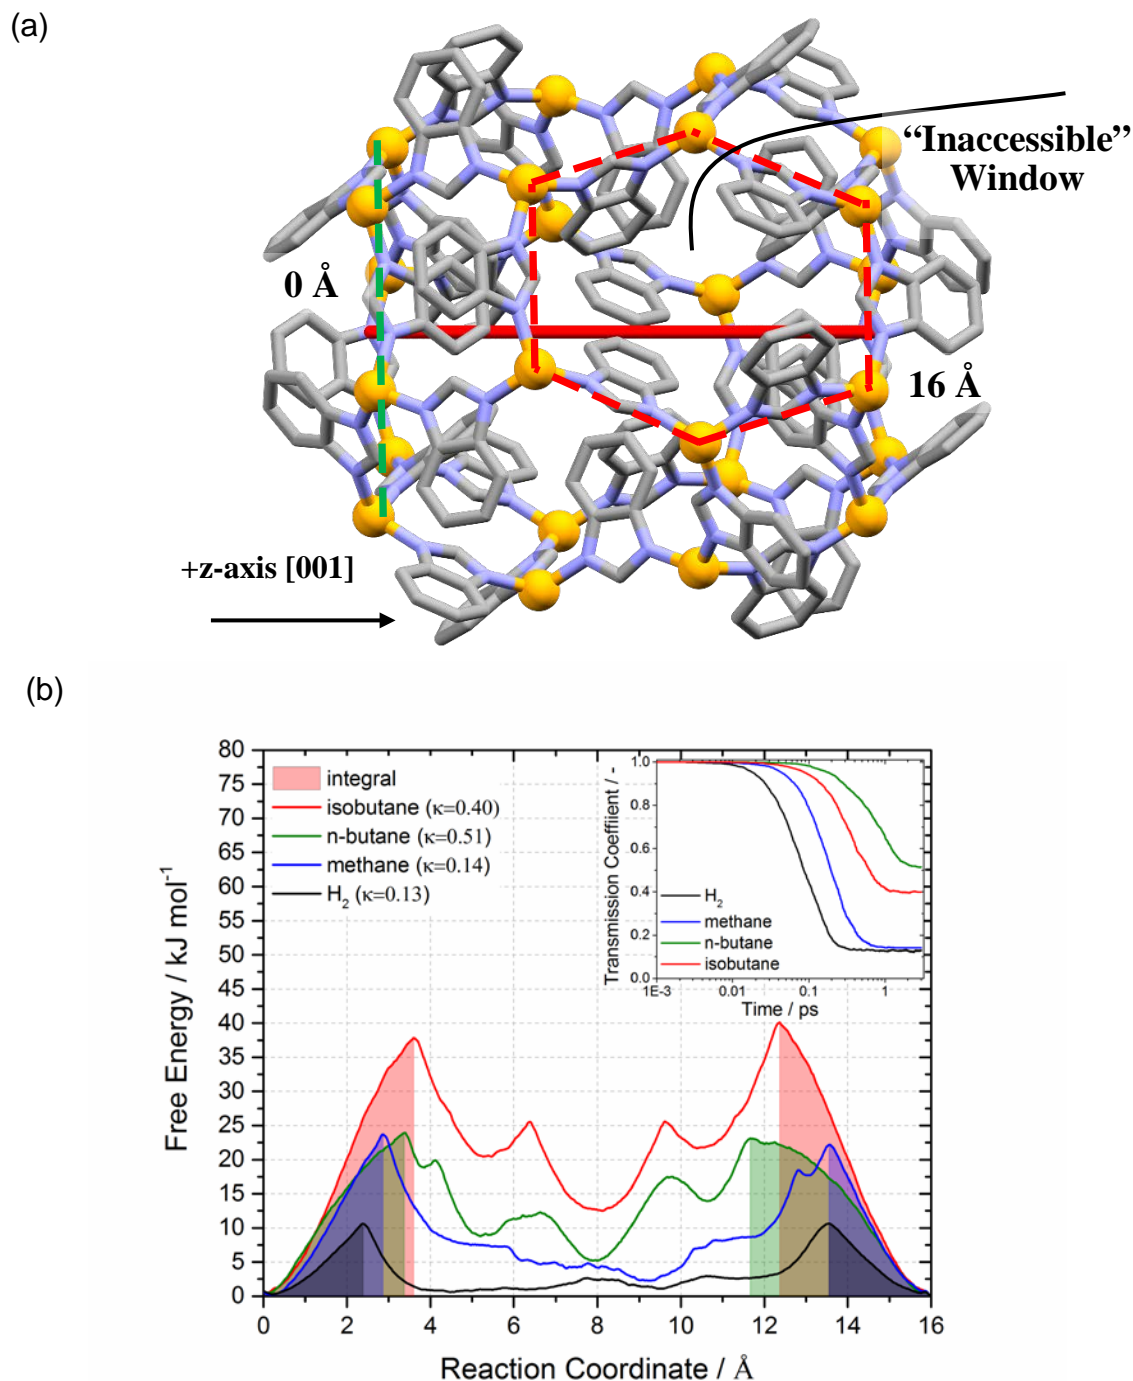 (a)
“Inaccessible”
Window
0 Å
16 Å
+z-axis [001]
(b)
Free Energy / kJ mol⁻¹
80
75
70
65
60
55
50
45
40
35
30
25
20
15
10
5
0
integral
isobutane (κ=0.40)
n-butane (κ=0.51)
methane (κ=0.14)
H₂ (κ=0.13)
Transmission Coeffiient / -
1.0
0.8
0.6
0.4
0.2
0.0
H₂
methane
n-butane
isobutane
1E-3 0.01 0.1 1
Time / ps
0 2 4 6 8 10 12 14 16
Reaction Coordinate / Å